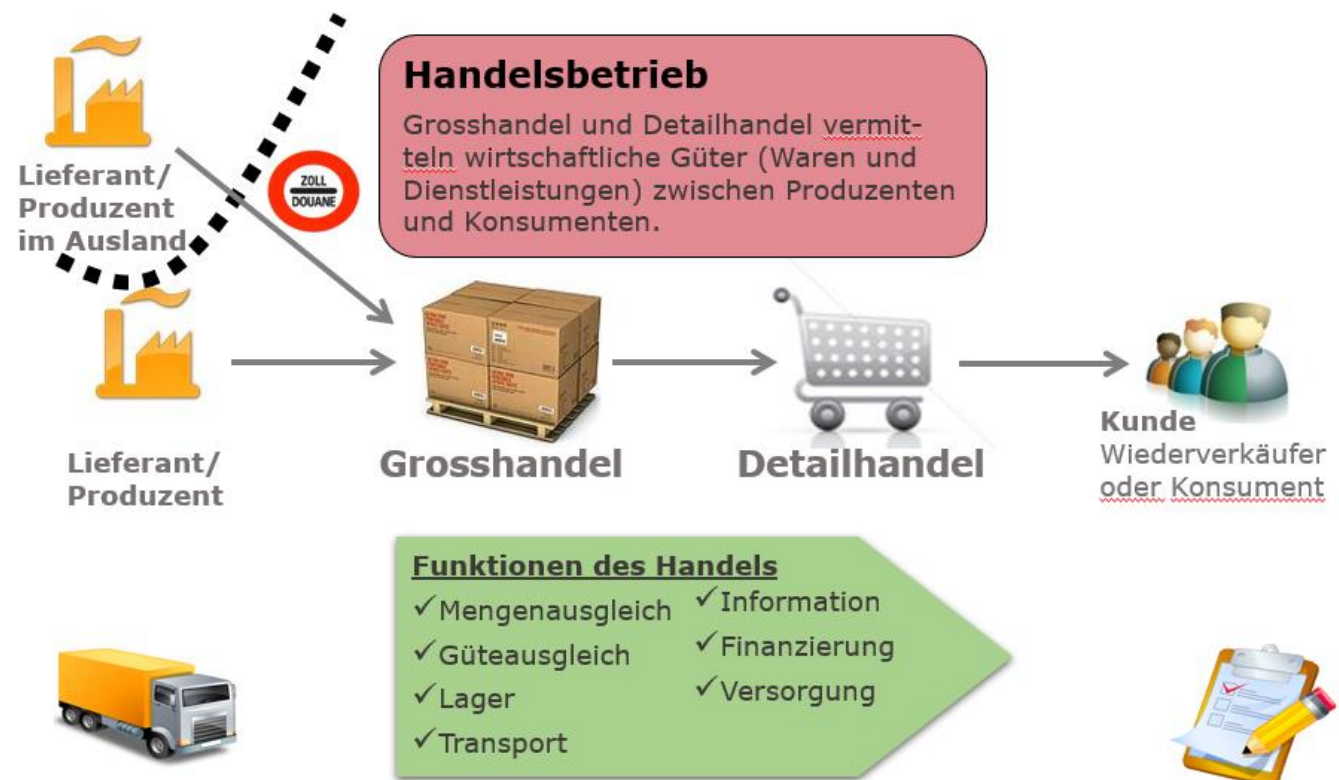 Handelsbetrieb
Grosshandel und Detailhandel vermit-
teln wirtschaftliche Güter (Waren und
Dienstleistungen) zwischen Produzenten
und Konsumenten.
Lieferant/
Produzent
im Ausland
ZOLL
DOUANE
Lieferant/
Produzent
Grosshandel
Detailhandel
Kunde
Wiederverkäufer
oder Konsument
Funktionen des Handels
✓Mengenausgleich
✓Güteausgleich
✓Lager
✓Transport
✓Information
✓Finanzierung
✓Versorgung